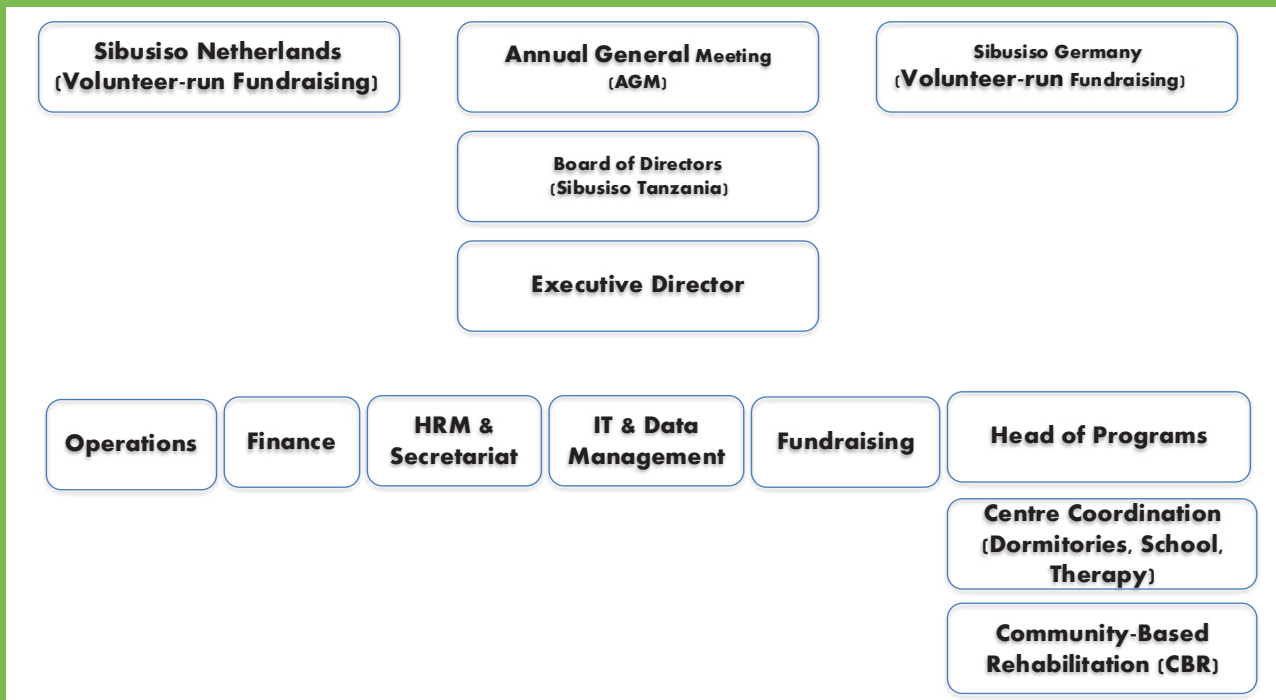 Sibusiso Netherlands
(Volunteer-run Fundraising)
Annual General Meeting
(AGM)
Sibusiso Germany
(Volunteer-run Fundraising)
Board of Directors
(Sibusiso Tanzania)
Executive Director
Operations
Finance
HRM &
Secretariat
IT & Data
Management
Fundraising
Head of Programs
Centre Coordination
(Dormitories, School,
Therapy)
Community-Based
Rehabilitation (CBR)